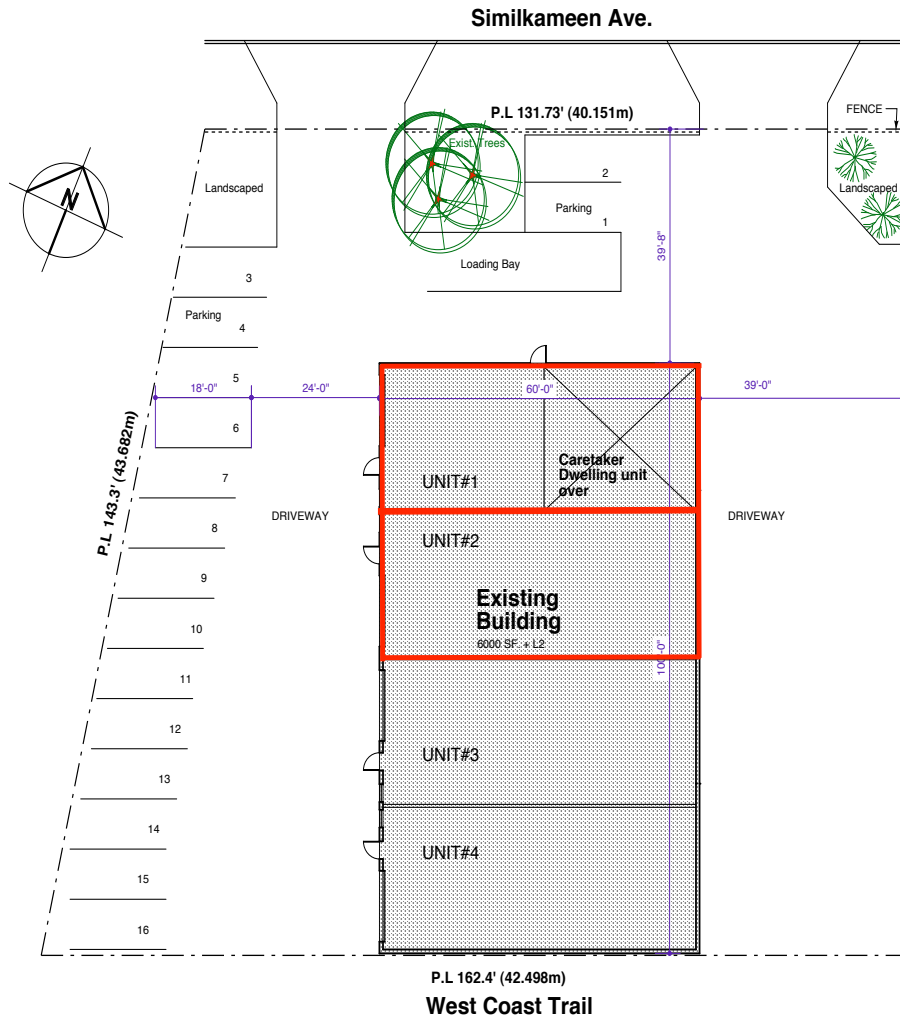 Similkameen Ave.
P.L 131.73' (40.151m)
FENCE
Exist. Trees
N
Landscaped
2
Parking
1
Landscaped
39'-8"
Loading Bay
3
Parking
4
5
18'-0"
24'-0"
60'-0"
39'-0"
6
P.L 143.3' (43.682m)
UNIT#1
Caretaker
Dwelling unit
over
7
DRIVEWAY
DRIVEWAY
8
UNIT#2
9
Existing
Building
6000 SF. + L2
10
100'-0"
11
12
UNIT#3
13
14
UNIT#4
15
16
P.L 162.4' (42.498m)
West Coast Trail